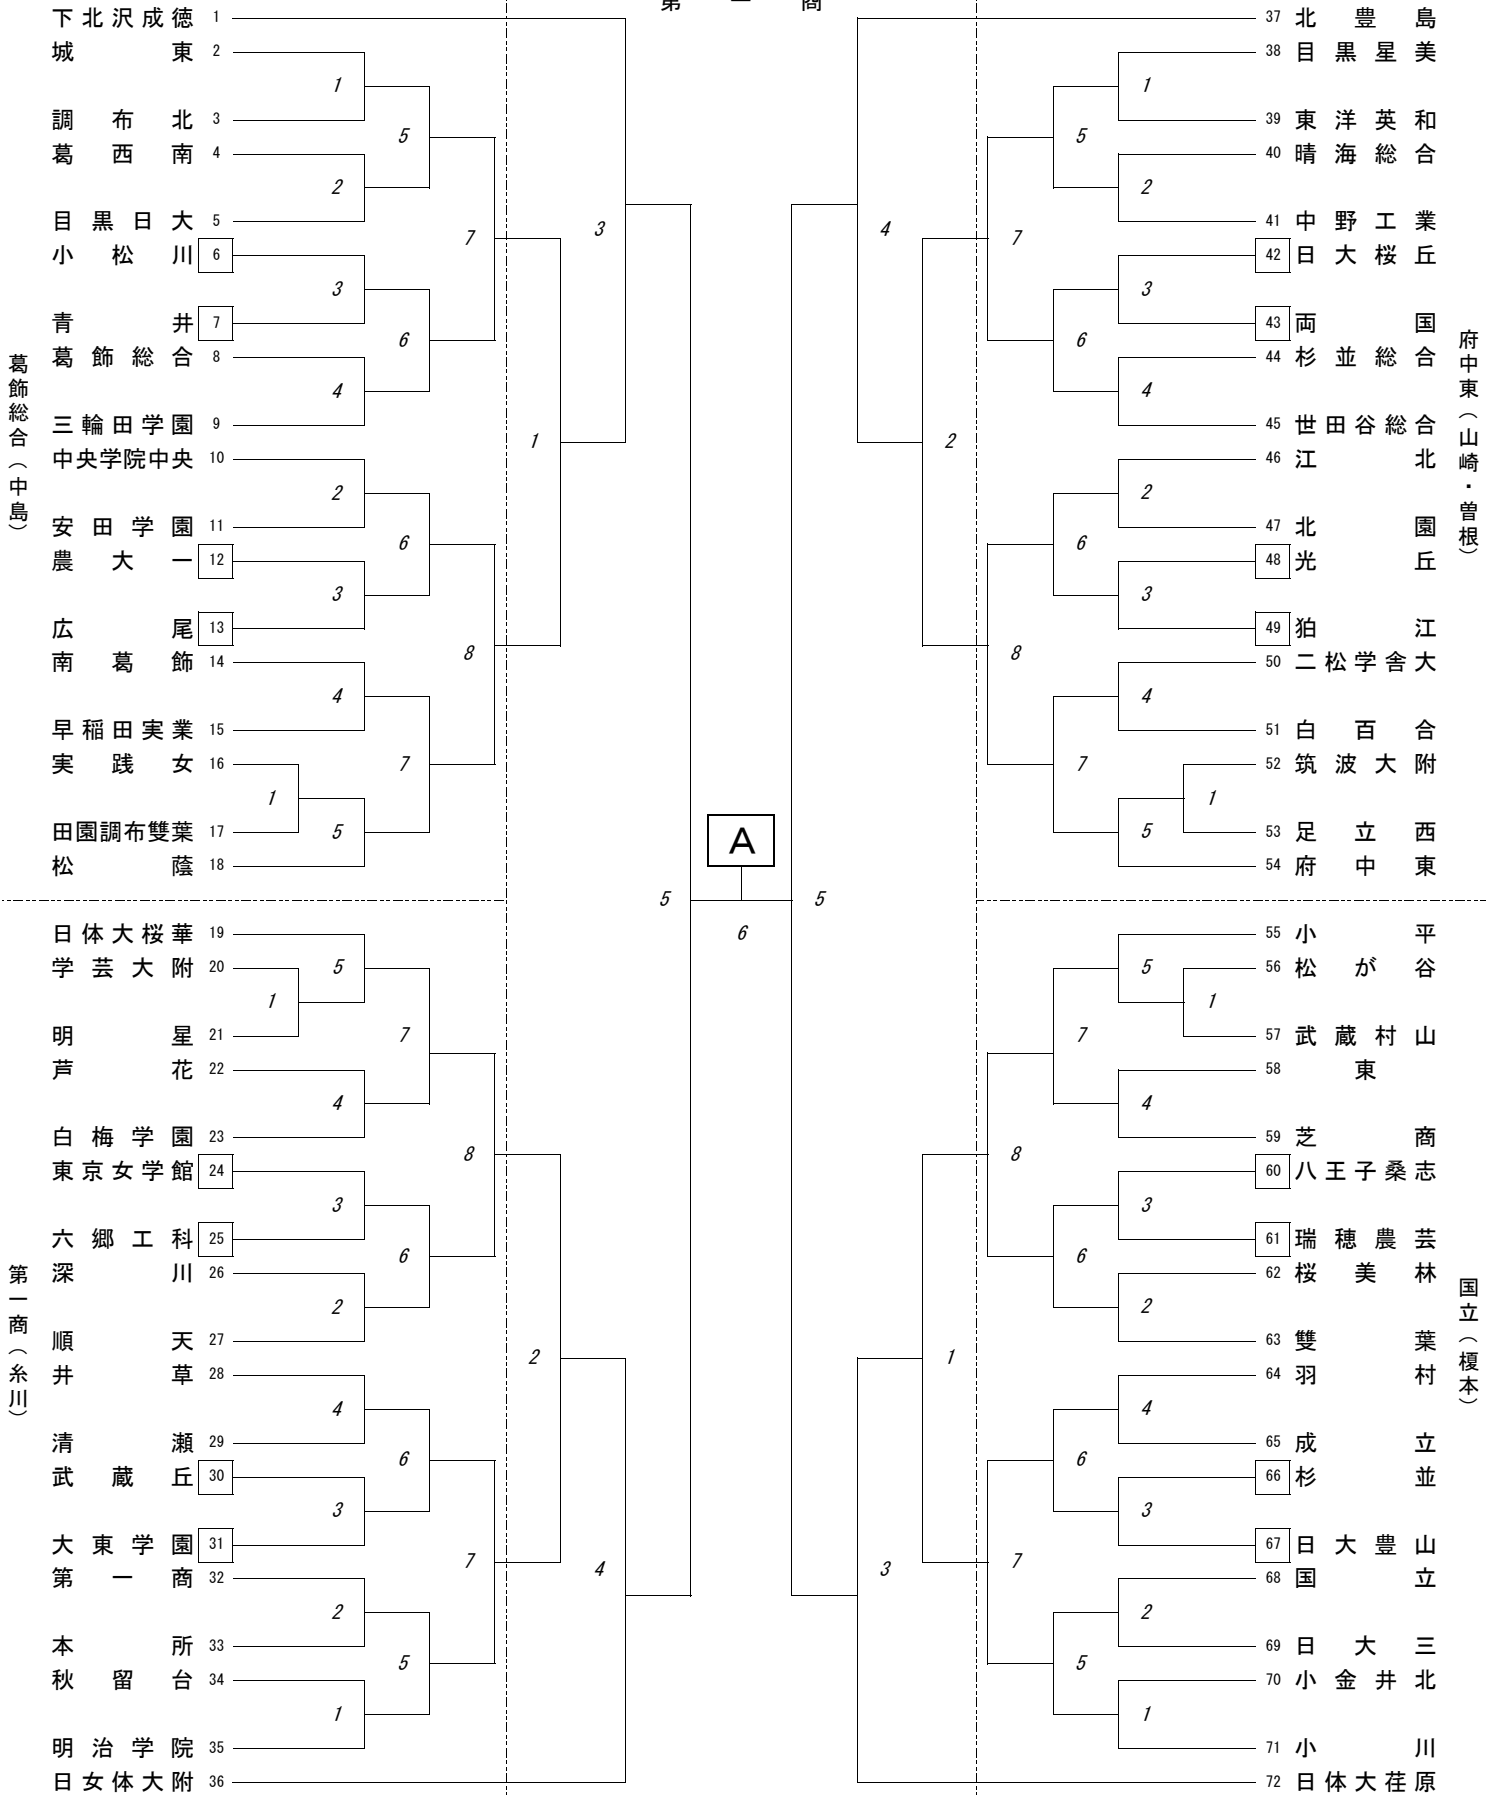 第一商
下北沢成徳 1
城東 2
1
調布北 3
5
葛西南 4
2
目黒日大 5
7
小松川 6
3
青井 7
6
葛飾総合 8
4
三輪田学園 9
1
3
中央学院中央 10
2
安田学園 11
6
農大一 12
3
広尾 13
8
南葛飾 14
4
早稲田実業 15
7
実践女 16
1
田園調布雙葉 17
5
松蔭 18
葛飾総合（中島）
日体大桜華 19
5
学芸大附 20
1
明星 21
7
芦花 22
4
白梅学園 23
8
東京女学館 24
3
六郷工科 25
6
深川 26
2
順天 27
2
井草 28
4
清瀬 29
6
武蔵丘 30
3
大東学園 31
7
4
第一商 32
2
本所 33
5
秋留台 34
1
明治学院 35
日女体大附 36
第一商（糸川）
A
5
6
5
37 北豊島
38 目黒星美
1
39 東洋英和
5
40 晴海総合
2
41 中野工業
4
7
42 日大桜丘
3
43 両国
6
44 杉並総合
4
45 世田谷総合
2
46 江北
2
47 北園
6
48 光丘
3
49 狛江
8
50 二松学舎大
4
51 白百合
7
52 筑波大附
1
53 足立西
5
54 府中東
府中東（山崎・曽根）
55 小平
5
56 松が谷
1
57 武蔵村山
7
58 東
4
59 芝商
8
60 八王子桑志
3
61 瑞穂農芸
6
62 桜美林
2
63 雙葉
1
64 羽村
4
65 成立
6
66 杉並
3
67 日大豊山
3
7
68 国立
2
69 日大三
5
70 小金井北
1
71 小川
72 日体大荏原
国立（榎本）